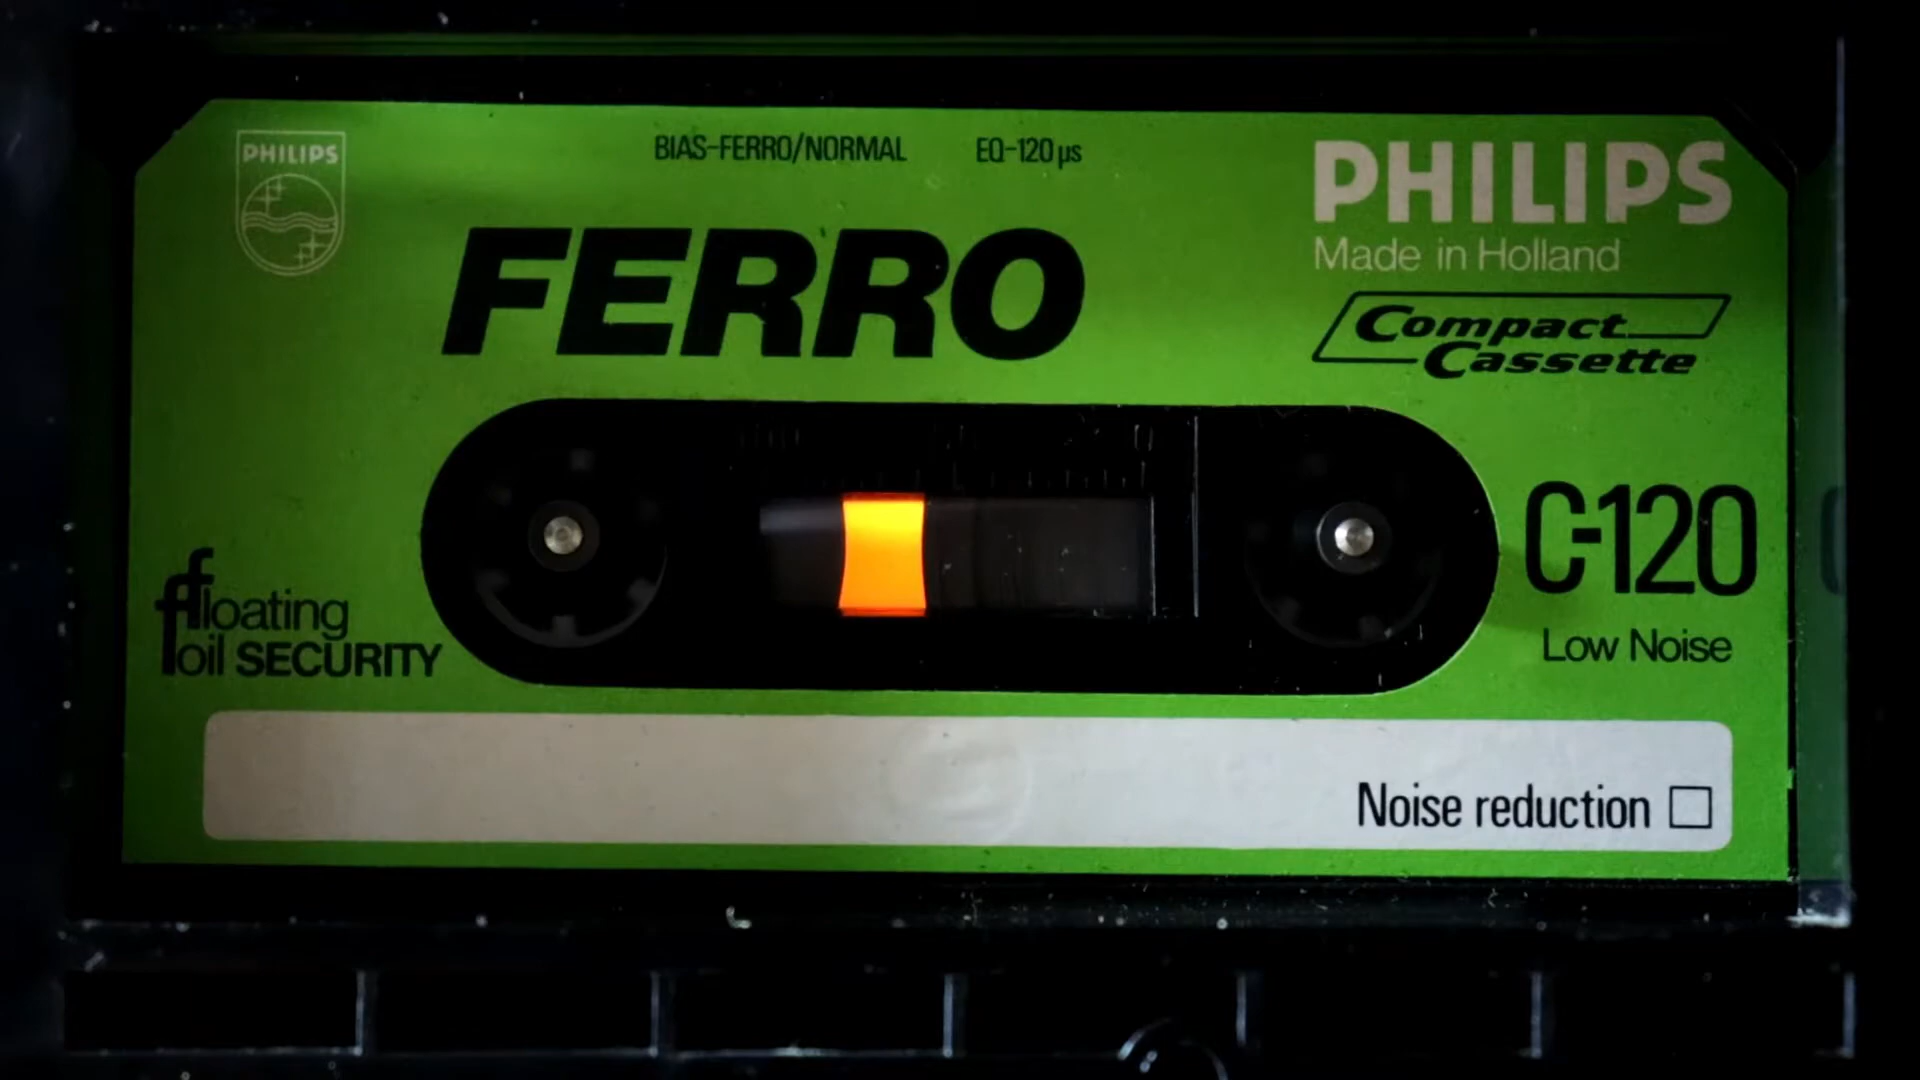 PHILIPS
BIAS-FERRO/NORMAL EQ-120 µs
PHILIPS
Made in Holland
FERRO
Compact
Cassette
C-120
Low Noise
floating
foil SECURITY
Noise reduction